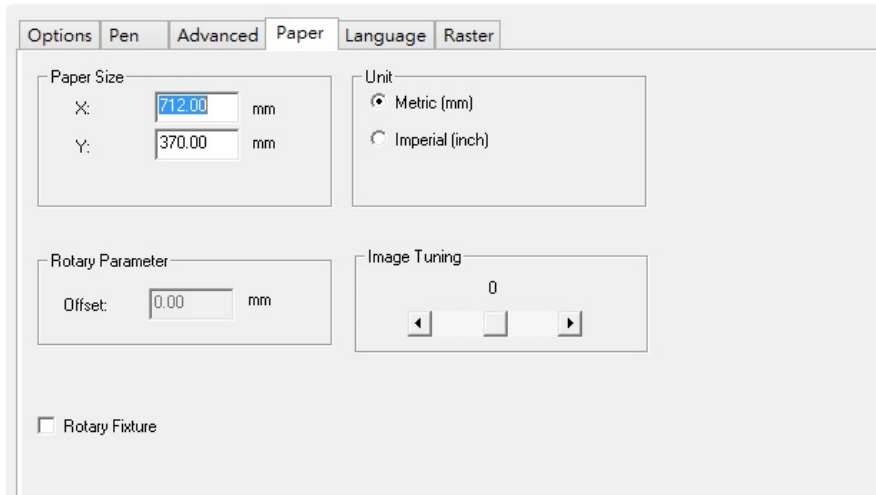 Options Pen Advanced Paper Language Raster
Paper Size
X: 712.00 mm
Y: 370.00 mm
Unit
Metric (mm)
Imperial (inch)
Rotary Parameter
Offset: 0.00 mm
Image Tuning
0
Rotary Fixture